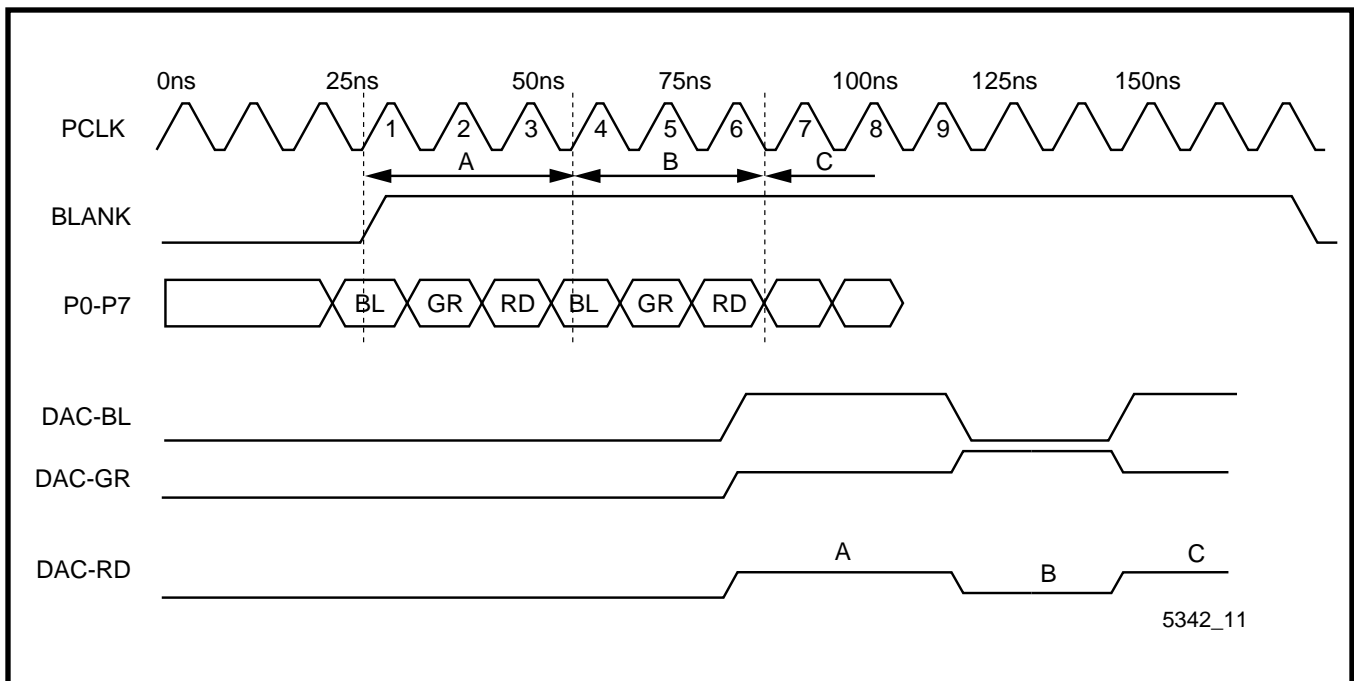 0ns 25ns 50ns 75ns 100ns 125ns 150ns
PCLK 1 2 3 4 5 6 7 8 9
A B C
BLANK
P0-P7 BL GR RD BL GR RD
DAC-BL
DAC-GR
DAC-RD A B C
5342_11